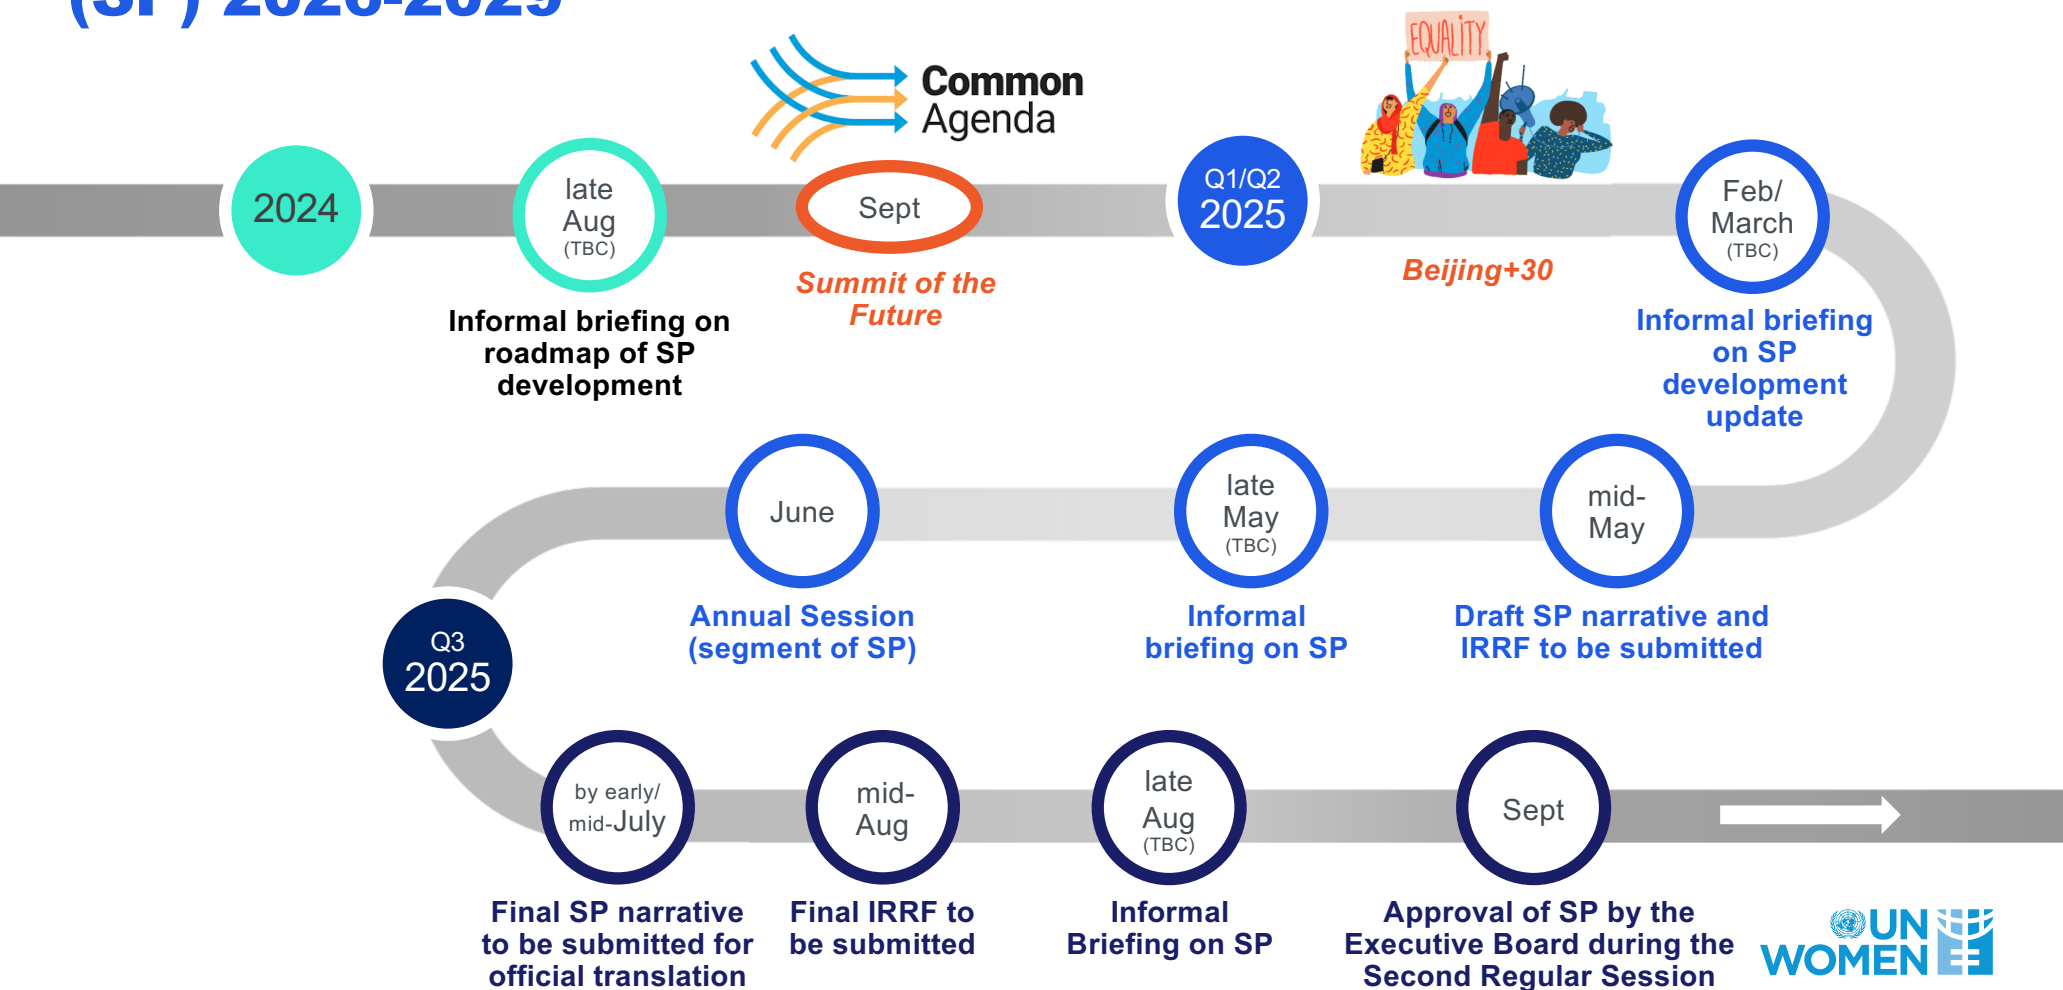 (SP) 2026-2029
Common
Agenda
EQUALITY
2024
late
Aug
(TBC)
Sept
Q1/Q2
2025
Feb/
March
(TBC)
Informal briefing on
roadmap of SP
development
Summit of the
Future
Beijing+30
Informal briefing
on SP
development
update
June
late
May
(TBC)
mid-
May
Annual Session
(segment of SP)
Informal
briefing on SP
Draft SP narrative and
IRRF to be submitted
Q3
2025
by early/
mid-July
mid-
Aug
late
Aug
(TBC)
Sept
Final SP narrative
to be submitted for
official translation
Final IRRF to
be submitted
Informal
Briefing on SP
Approval of SP by the
Executive Board during the
Second Regular Session
UN
WOMEN